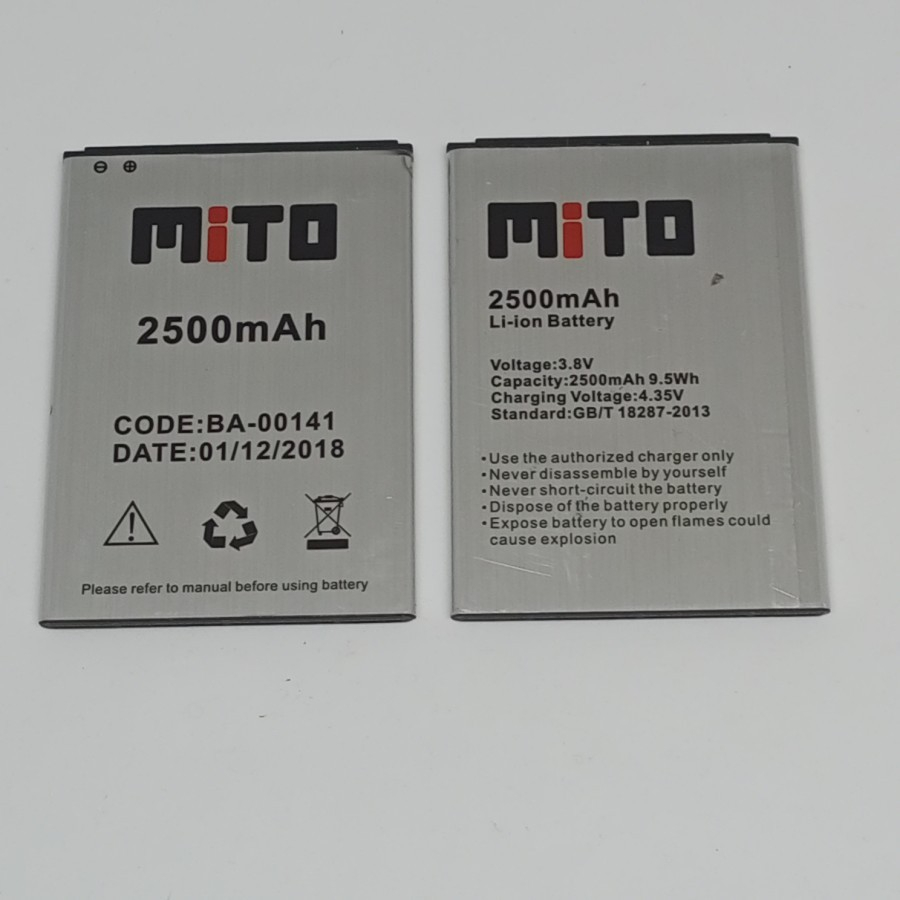 MiTO
2500mAh
CODE:BA-00141
DATE:01/12/2018
Please refer to manual before using battery
MiTO
2500mAh
Li-ion Battery
Voltage:3.8V
Capacity:2500mAh 9.5Wh
Charging Voltage:4.35V
Standard:GB/T 18287-2013
•Use the authorized charger only
•Never disassemble by yourself
•Never short-circuit the battery
•Dispose of the battery properly
•Expose battery to open flames could
cause explosion